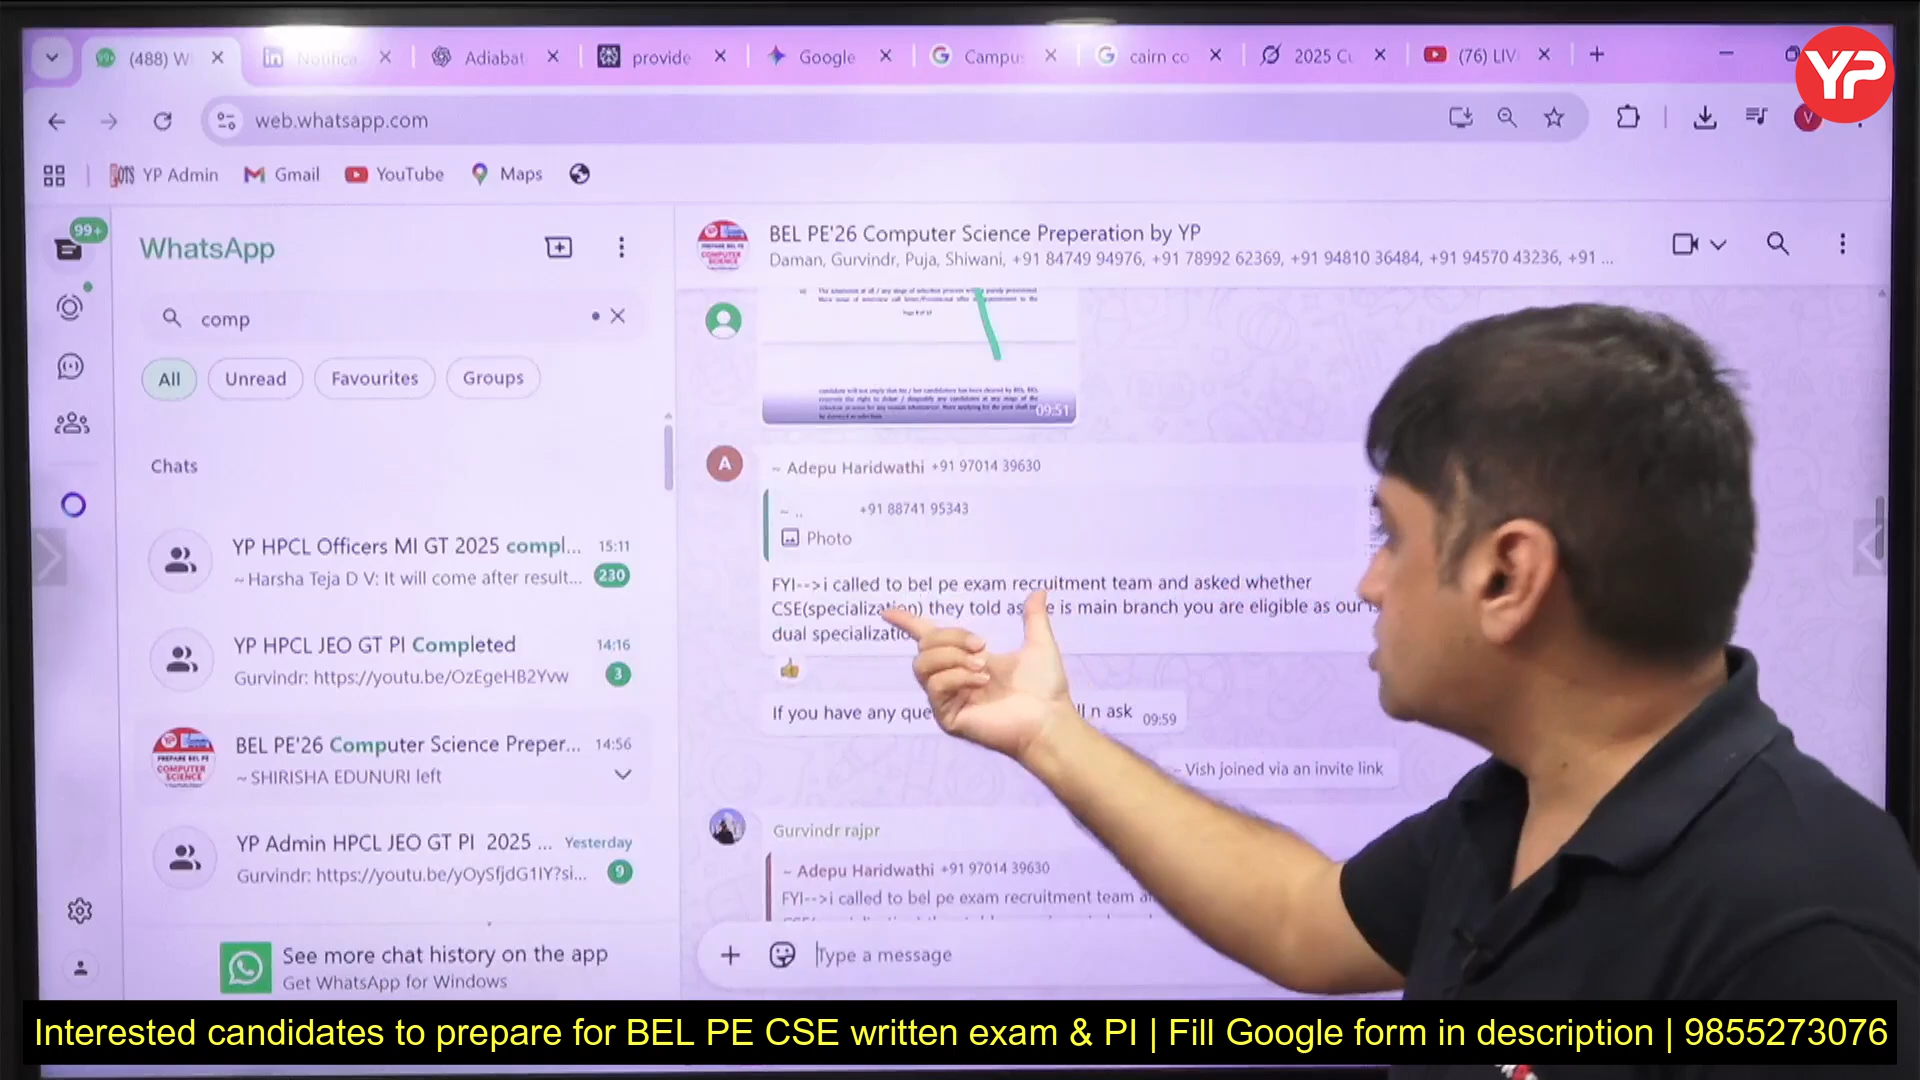 (488) W
Notifica
Adiabat
provide
Google
Campus
cairn co
2025 Cu
(76) LIV
YP
web.whatsapp.com
V
YP Admin
Gmail
YouTube
Maps
99+
WhatsApp
BEL PE'26 Computer Science Preperation by YP
Daman, Gurvindr, Puja, Shiwani, +91 84749 94976, +91 78992 62369, +91 94810 36484, +91 94570 43236, +91 ...
comp
All
Unread
Favourites
Groups
09:51
Chats
A
~ Adepu Haridwathi +91 97014 39630
~ .. +91 88741 95343
Photo
FYI-->i called to bel pe exam recruitment team and asked whether
CSE(specialization) they told as is main branch you are eligible as our
dual specializatio
If you have any que ll n ask 09:59
~ Vish joined via an invite link
YP HPCL Officers MI GT 2025 compl... 15:11
~ Harsha Teja D V: It will come after result... 230
YP HPCL JEO GT PI Completed 14:16
Gurvindr: https://youtu.be/OzEgeHB2Yvw 3
BEL PE'26 Computer Science Preper... 14:56
~ SHIRISHA EDUNURI left
YP Admin HPCL JEO GT PI 2025 ... Yesterday
Gurvindr: https://youtu.be/yOySfjdG1IY?si... 9
Gurvindr rajpr
~ Adepu Haridwathi +91 97014 39630
FYI-->i called to bel pe exam recruitment team
See more chat history on the app
Get WhatsApp for Windows
Type a message
Interested candidates to prepare for BEL PE CSE written exam & PI | Fill Google form in description | 9855273076